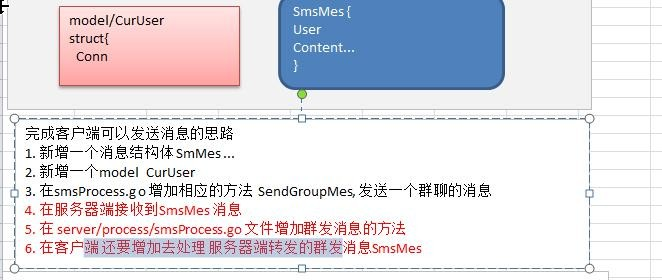 model/CurUser
struct{
Conn
SmsMes {
User
Content...
}
完成客户端可以发送消息的思路
1. 新增一个消息结构体 SmMes ...
2. 新增一个model CurUser
3. 在smsProcess.go 增加相应的方法 SendGroupMes, 发送一个群聊的消息
4. 在服务器端接收到SmsMes 消息
5. 在 server/process/smsProcess.go 文件增加群发消息的方法
6. 在客户端 还要增加去处理 服务器端转发的群发消息SmsMes